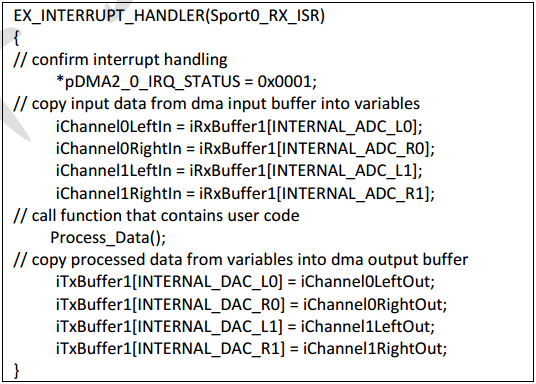 EX_INTERRUPT_HANDLER(Sport0_RX_ISR)
{
// confirm interrupt handling
*pDMA2_0_IRQ_STATUS = 0x0001;
// copy input data from dma input buffer into variables
iChannel0LeftIn = iRxBuffer1[INTERNAL_ADC_L0];
iChannel0RightIn = iRxBuffer1[INTERNAL_ADC_R0];
iChannel1LeftIn = iRxBuffer1[INTERNAL_ADC_L1];
iChannel1RightIn = iRxBuffer1[INTERNAL_ADC_R1];
// call function that contains user code
Process_Data();
// copy processed data from variables into dma output buffer
iTxBuffer1[INTERNAL_DAC_L0] = iChannel0LeftOut;
iTxBuffer1[INTERNAL_DAC_R0] = iChannel0RightOut;
iTxBuffer1[INTERNAL_DAC_L1] = iChannel1LeftOut;
iTxBuffer1[INTERNAL_DAC_R1] = iChannel1RightOut;
}